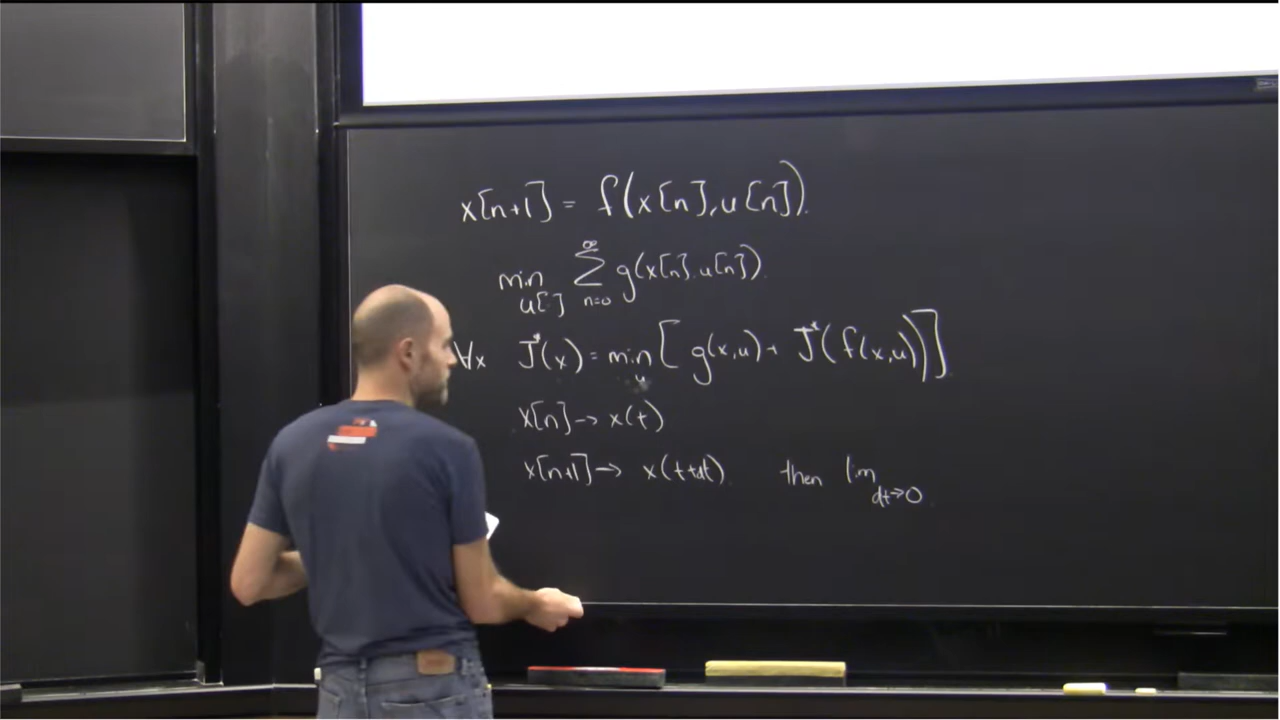 x[n+1] = f(x[n],u[n]).
min u[·] ∑ n=0 ∞ g(x[n],u[n]).
∀x J*(x) = min u [ g(x,u) + J*(f(x,u)) ]
x[n] → x(t)
x[n+1] → x(t+dt). then lim dt→0.